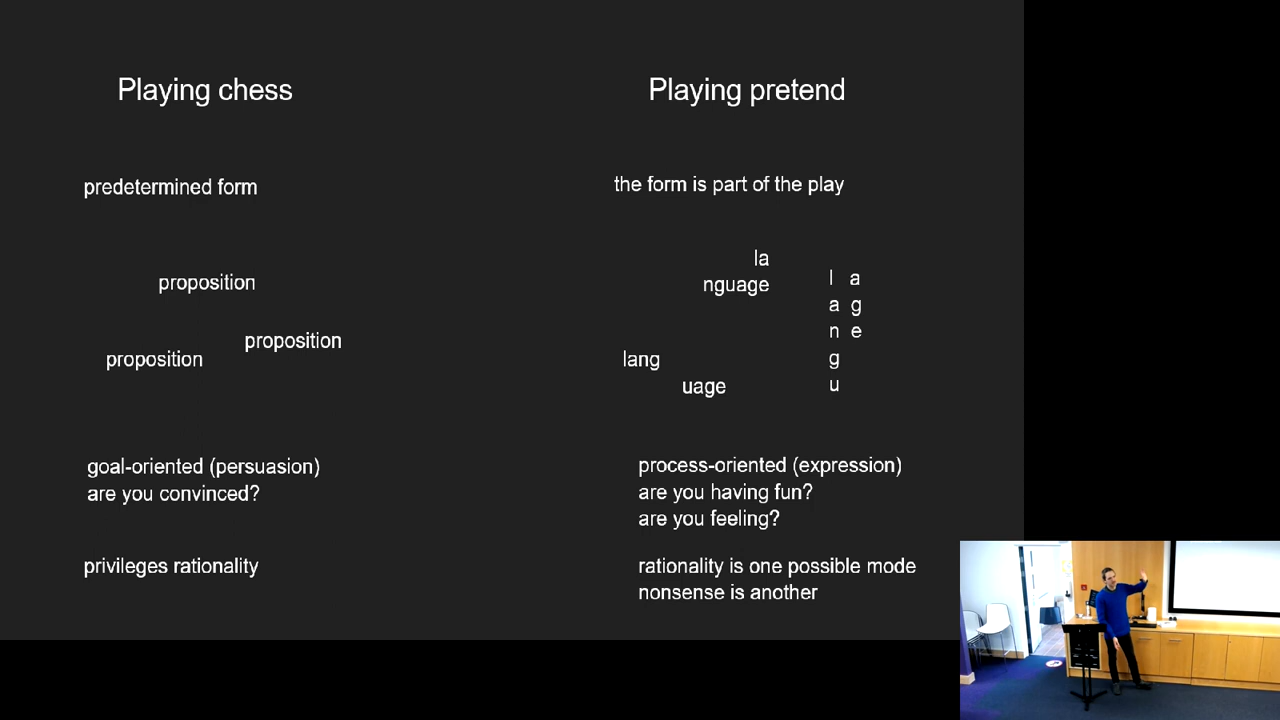 Playing chess
predetermined form
proposition
proposition
proposition
goal-oriented (persuasion)
are you convinced?
privileges rationality
Playing pretend
the form is part of the play
la
nguage
l a
a g
n e
g
u
lang
uage
process-oriented (expression)
are you having fun?
are you feeling?
rationality is one possible mode
nonsense is another